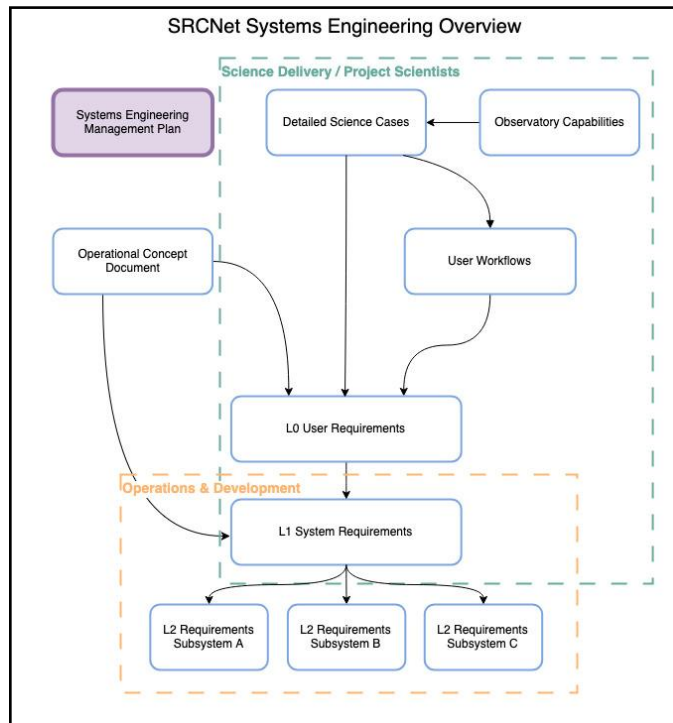 SRCNet Systems Engineering Overview
Science Delivery / Project Scientists
Systems Engineering
Management Plan
Detailed Science Cases
Observatory Capabilities
Operational Concept
Document
User Workflows
L0 User Requirements
Operations & Development
L1 System Requirements
L2 Requirements
Subsystem A
L2 Requirements
Subsystem B
L2 Requirements
Subsystem C